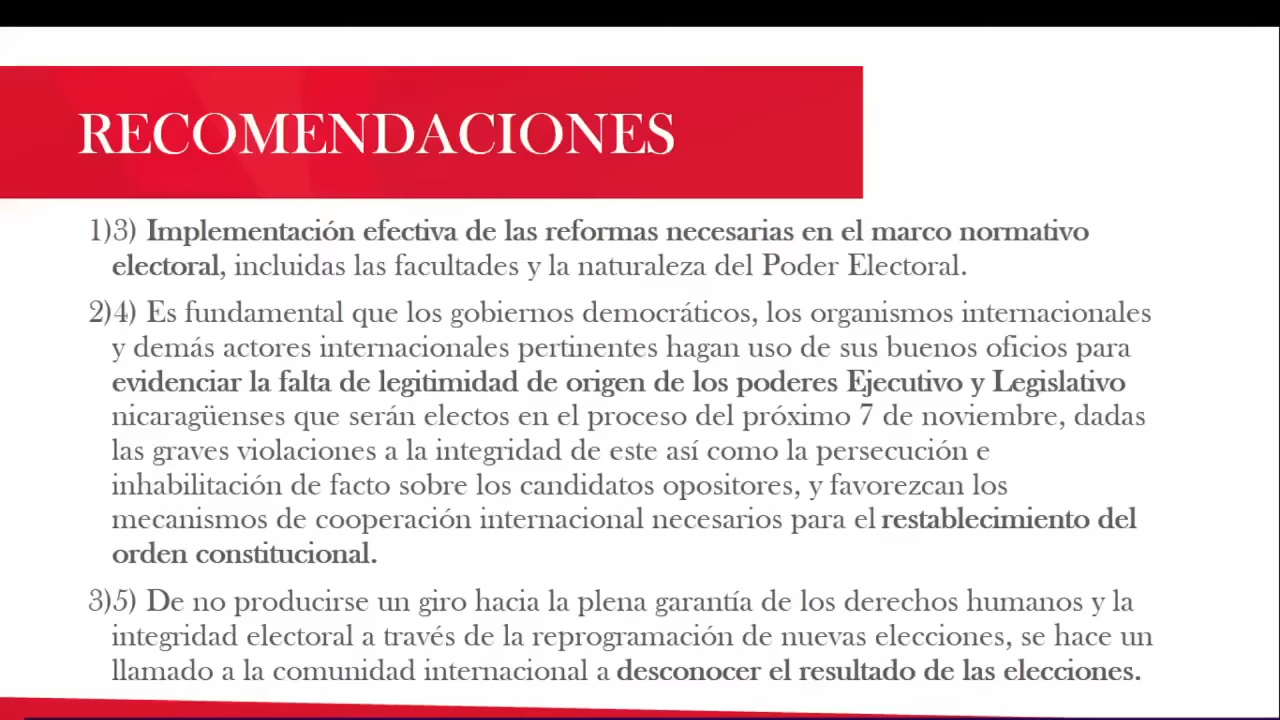 RECOMENDACIONES
1)3) Implementación efectiva de las reformas necesarias en el marco normativo
electoral, incluidas las facultades y la naturaleza del Poder Electoral.
2)4) Es fundamental que los gobiernos democráticos, los organismos internacionales
y demás actores internacionales pertinentes hagan uso de sus buenos oficios para
evidenciar la falta de legitimidad de origen de los poderes Ejecutivo y Legislativo
nicaragüenses que serán electos en el proceso del próximo 7 de noviembre, dadas
las graves violaciones a la integridad de este así como la persecución e
inhabilitación de facto sobre los candidatos opositores, y favorezcan los
mecanismos de cooperación internacional necesarios para el restablecimiento del
orden constitucional.
3)5) De no producirse un giro hacia la plena garantía de los derechos humanos y la
integridad electoral a través de la reprogramación de nuevas elecciones, se hace un
llamado a la comunidad internacional a desconocer el resultado de las elecciones.